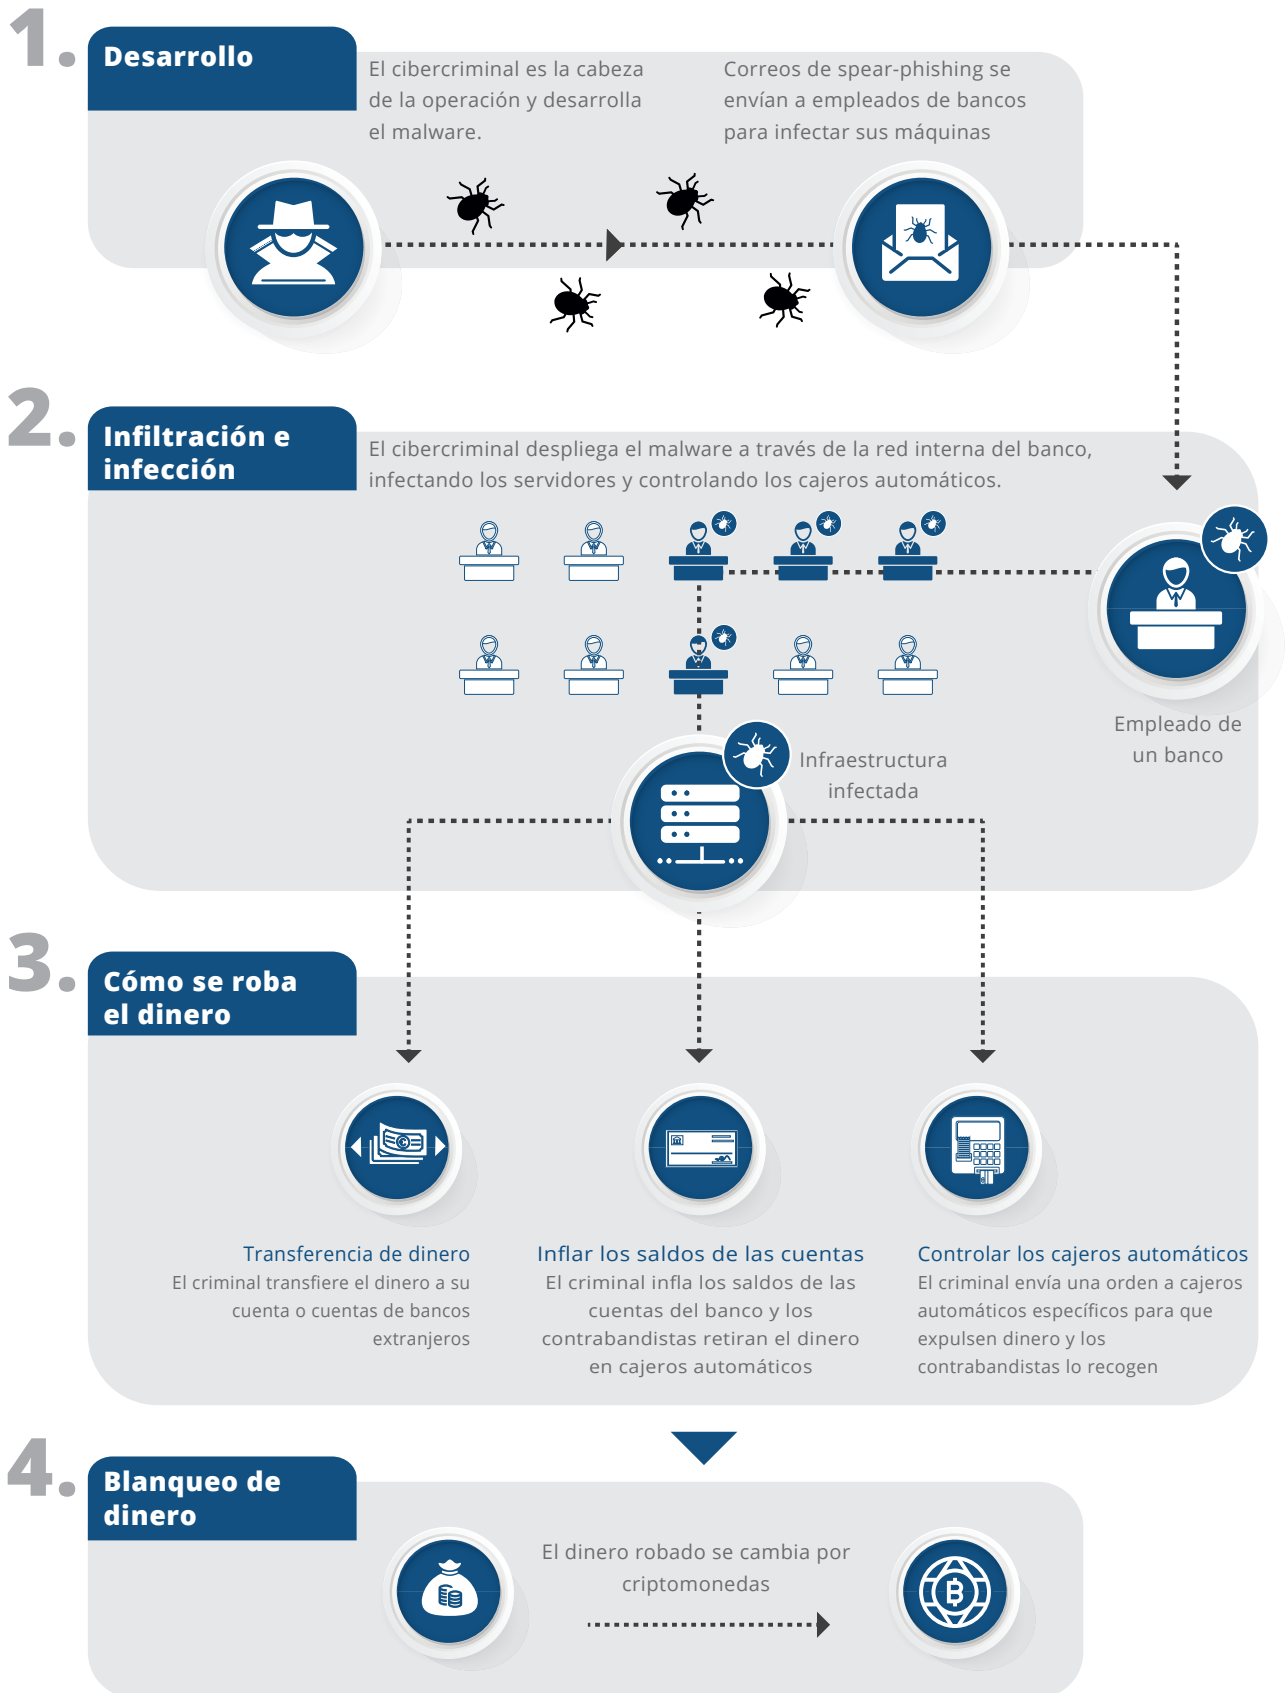 1.
Desarrollo
El cibercriminal es la cabeza
de la operación y desarrolla
el malware.
Correos de spear-phishing se
envían a empleados de bancos
para infectar sus máquinas
2.
Infiltración e
infección
El cibercriminal despliega el malware a través de la red interna del banco,
infectando los servidores y controlando los cajeros automáticos.
Empleado de
un banco
Infraestructura
infectada
3.
Cómo se roba
el dinero
Transferencia de dinero
El criminal transfiere el dinero a su
cuenta o cuentas de bancos
extranjeros
Inflar los saldos de las cuentas
El criminal infla los saldos de las
cuentas del banco y los
contrabandistas retiran el dinero
en cajeros automáticos
Controlar los cajeros automáticos
El criminal envía una orden a cajeros
automáticos específicos para que
expulsen dinero y los
contrabandistas lo recogen
4.
Blanqueo de
dinero
El dinero robado se cambia por
criptomonedas